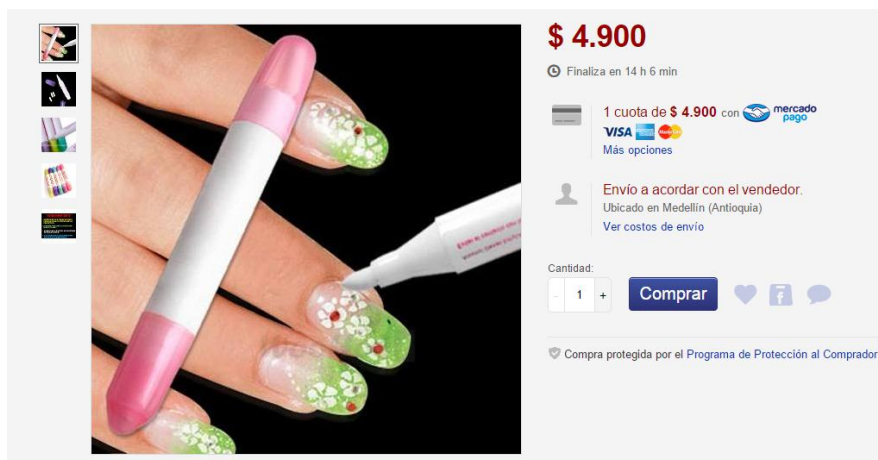 $ 4.900
Finaliza en 14 h 6 min
1 cuota de $ 4.900 con mercado pago
VISA
Más opciones
Envío a acordar con el vendedor.
Ubicado en Medellín (Antioquia)
Ver costos de envío
Cantidad:
- 1 + Comprar
Compra protegida por el Programa de Protección al Comprador